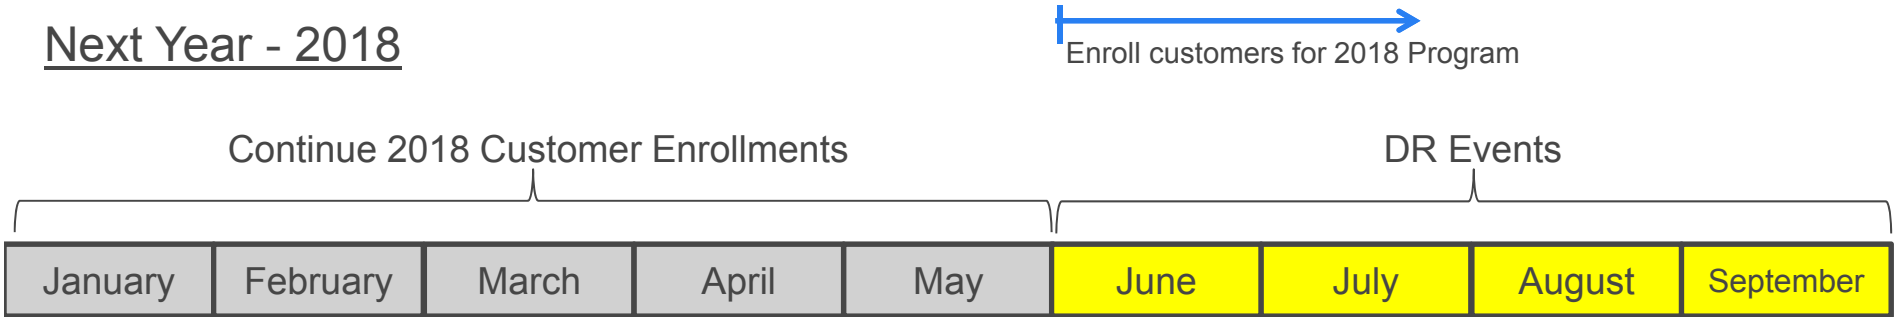 Next Year - 2018
Enroll customers for 2018 Program
Continue 2018 Customer Enrollments
DR Events
January February March April May June July August September